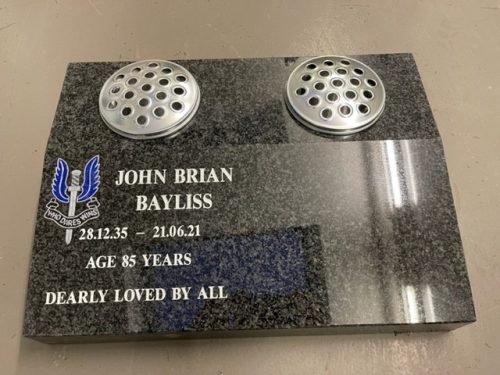 WHO DARES WINS
JOHN BRIAN
BAYLISS
28.12.35 – 21.06.21
AGE 85 YEARS
DEARLY LOVED BY ALL